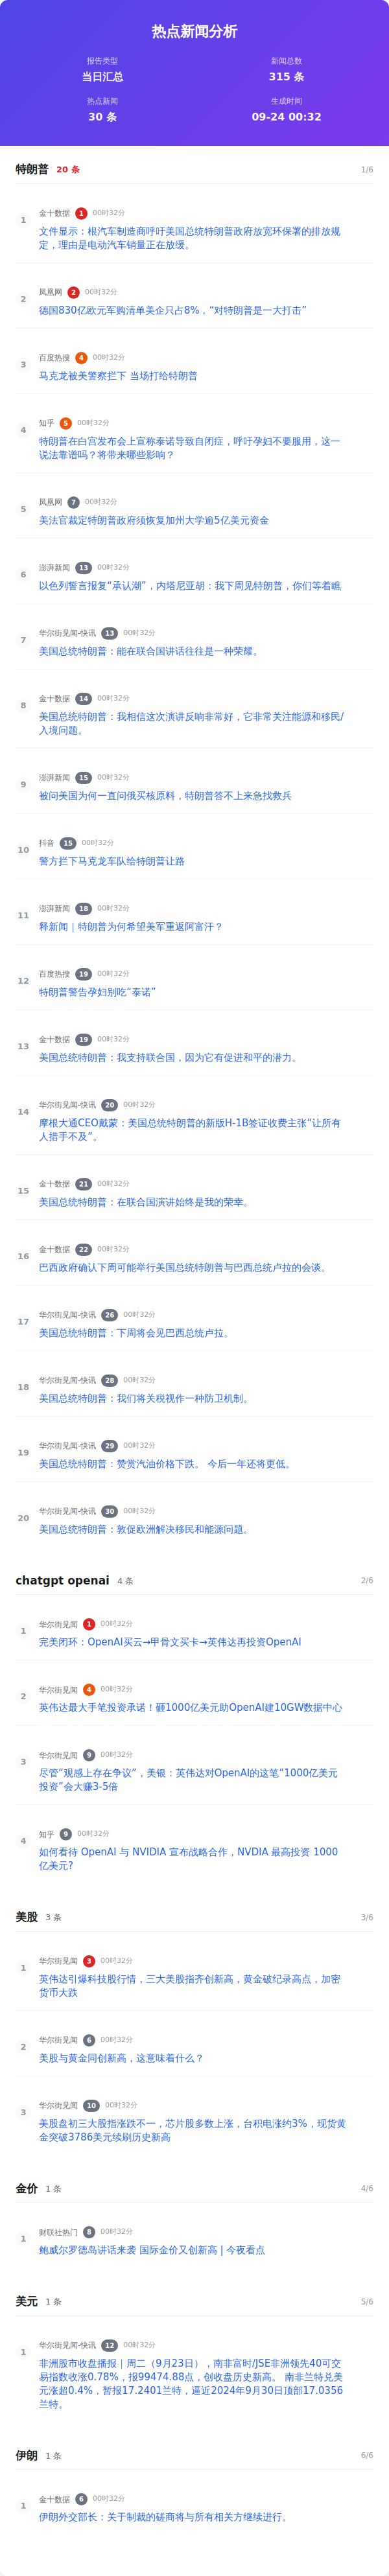 热点新闻分析
报告类型
新闻总数
当日汇总
315 条
热点新闻
生成时间
30 条
09-24 00:32
特朗普 20 条 1/6
1
金十数据 1 00时32分
文件显示：根汽车制造商呼吁美国总统特朗普政府放宽环保署的排放规
定，理由是电动汽车销量正在放缓。
2
凤凰网 2 00时32分
德国830亿欧元军购清单美企只占8%，“对特朗普是一大打击”
3
百度热搜 4 00时32分
马克龙被美警察拦下 当场打给特朗普
4
知乎 5 00时32分
特朗普在白宫发布会上宣称泰诺导致自闭症，呼吁孕妇不要服用，这一
说法靠谱吗？将带来哪些影响？
5
凤凰网 7 00时32分
美法官裁定特朗普政府须恢复加州大学逾5亿美元资金
6
澎湃新闻 13 00时32分
以色列誓言报复“承认潮”，内塔尼亚胡：我下周见特朗普，你们等着瞧
7
华尔街见闻-快讯 13 00时32分
美国总统特朗普：能在联合国讲话往往是一种荣耀。
8
金十数据 14 00时32分
美国总统特朗普：我相信这次演讲反响非常好，它非常关注能源和移民/
入境问题。
9
澎湃新闻 15 00时32分
被问美国为何一直问俄买核原料，特朗普答不上来急找救兵
10
抖音 15 00时32分
警方拦下马克龙车队给特朗普让路
11
澎湃新闻 18 00时32分
释新闻｜特朗普为何希望美军重返阿富汗？
12
百度热搜 19 00时32分
特朗普警告孕妇别吃“泰诺”
13
金十数据 19 00时32分
美国总统特朗普：我支持联合国，因为它有促进和平的潜力。
14
华尔街见闻-快讯 20 00时32分
摩根大通CEO戴蒙：美国总统特朗普的新版H-1B签证收费主张“让所有
人措手不及”。
15
金十数据 21 00时32分
美国总统特朗普：在联合国演讲始终是我的荣幸。
16
金十数据 22 00时32分
巴西政府确认下周可能举行美国总统特朗普与巴西总统卢拉的会谈。
17
华尔街见闻-快讯 26 00时32分
美国总统特朗普：下周将会见巴西总统卢拉。
18
华尔街见闻-快讯 28 00时32分
美国总统特朗普：我们将关税视作一种防卫机制。
19
华尔街见闻-快讯 29 00时32分
美国总统特朗普：赞赏汽油价格下跌。 今后一年还将更低。
20
华尔街见闻-快讯 30 00时32分
美国总统特朗普：敦促欧洲解决移民和能源问题。
chatgpt openai 4 条 2/6
1
华尔街见闻 1 00时32分
完美闭环：OpenAI买云→甲骨文买卡→英伟达再投资OpenAI
2
华尔街见闻 4 00时32分
英伟达最大手笔投资承诺！砸1000亿美元助OpenAI建10GW数据中心
3
华尔街见闻 9 00时32分
尽管“观感上存在争议”，美银：英伟达对OpenAI的这笔“1000亿美元
投资”会大赚3-5倍
4
知乎 9 00时32分
如何看待 OpenAI 与 NVIDIA 宣布战略合作，NVDIA 最高投资 1000
亿美元?
美股 3 条 3/6
1
华尔街见闻 3 00时32分
英伟达引爆科技股行情，三大美股指齐创新高，黄金破纪录高点，加密
货币大跌
2
华尔街见闻 6 00时32分
美股与黄金同创新高，这意味着什么？
3
华尔街见闻 10 00时32分
美股盘初三大股指涨跌不一，芯片股多数上涨，台积电涨约3%，现货黄
金突破3786美元续刷历史新高
金价 1 条 4/6
1
财联社热门 8 00时32分
鲍威尔罗德岛讲话来袭 国际金价又创新高 | 今夜看点
美元 1 条 5/6
1
华尔街见闻-快讯 12 00时32分
非洲股市收盘播报｜周二（9月23日），南非富时/JSE非洲领先40可交
易指数收涨0.78%，报99474.88点，创收盘历史新高。 南非兰特兑美
元涨超0.4%，暂报17.2401兰特，逼近2024年9月30日顶部17.0356
兰特。
伊朗 1 条 6/6
1
金十数据 6 00时32分
伊朗外交部长：关于制裁的磋商将与所有相关方继续进行。